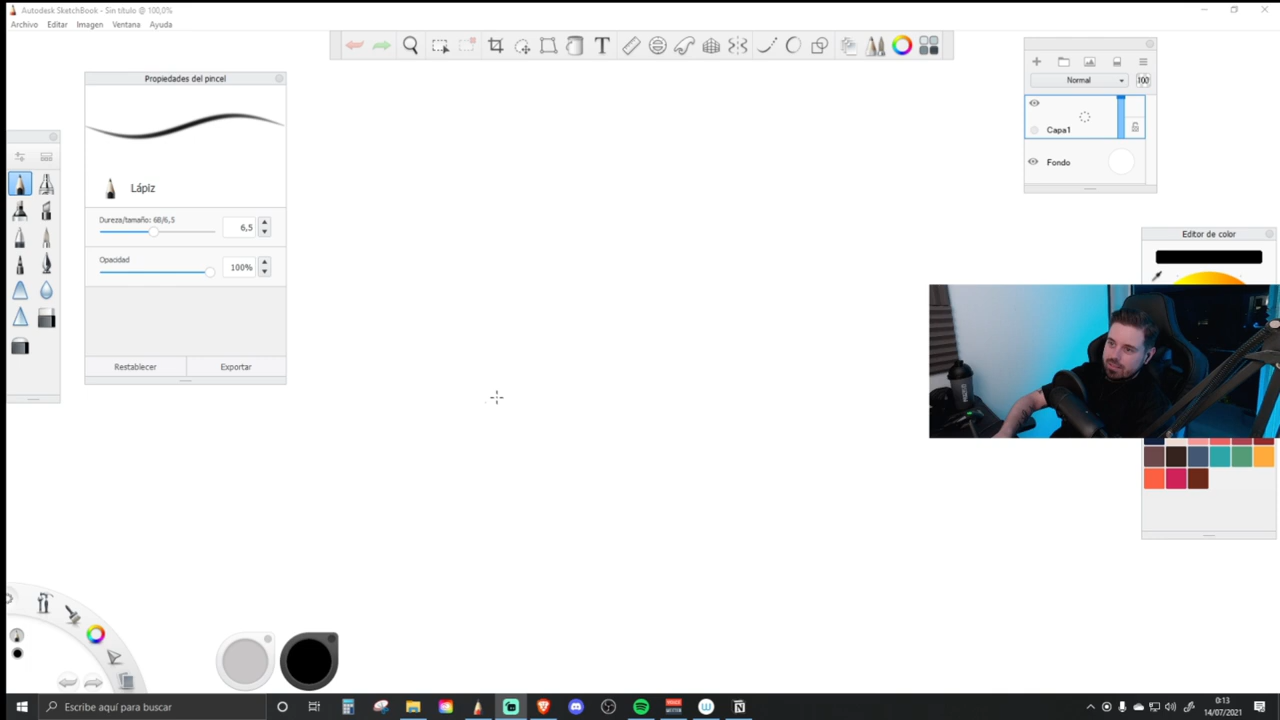 Autodesk SketchBook - Sin título @ 100,0%
Archivo Editar Imagen Ventana Ayuda
T
Propiedades del pincel
Lápiz
Dureza/tamaño: 6B/6,5
6,5
Opacidad
100%
Restablecer Exportar
Normal
100
Capa1
Fondo
Editor de color
Escribe aquí para buscar
0:13
14/07/2021